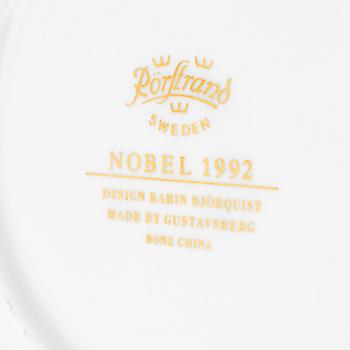 Rörstrand
SWEDEN
NOBEL 1992
DESIGN KARIN BJÖRQUIST
MADE BY GUSTAVSBERG
BONE CHINA